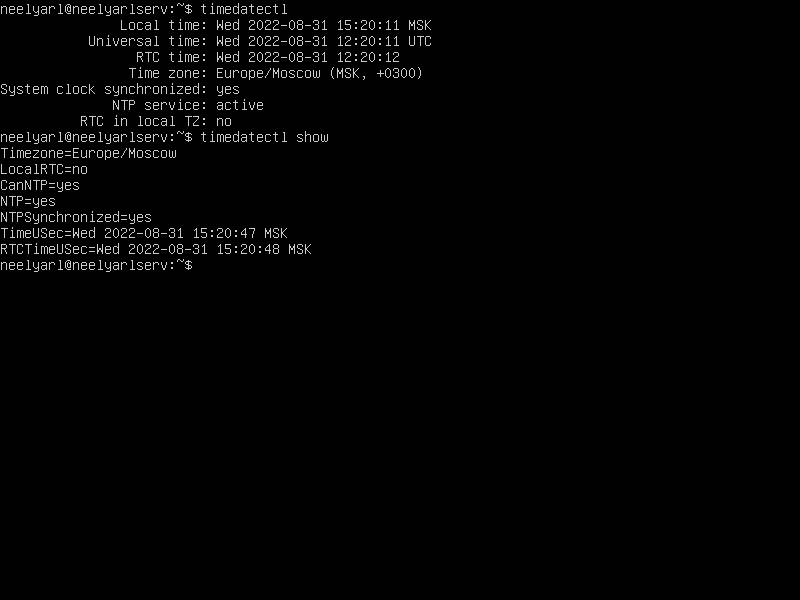 neelyarl@neelyarlserv:~$ timedatectl
Local time: Wed 2022-08-31 15:20:11 MSK
Universal time: Wed 2022-08-31 12:20:11 UTC
RTC time: Wed 2022-08-31 12:20:12
Time zone: Europe/Moscow (MSK, +0300)
System clock synchronized: yes
NTP service: active
RTC in local TZ: no
neelyarl@neelyarlserv:~$ timedatectl show
Timezone=Europe/Moscow
LocalRTC=no
CanNTP=yes
NTP=yes
NTPSynchronized=yes
TimeUSec=Wed 2022-08-31 15:20:47 MSK
RTCTimeUSec=Wed 2022-08-31 15:20:48 MSK
neelyarl@neelyarlserv:~$